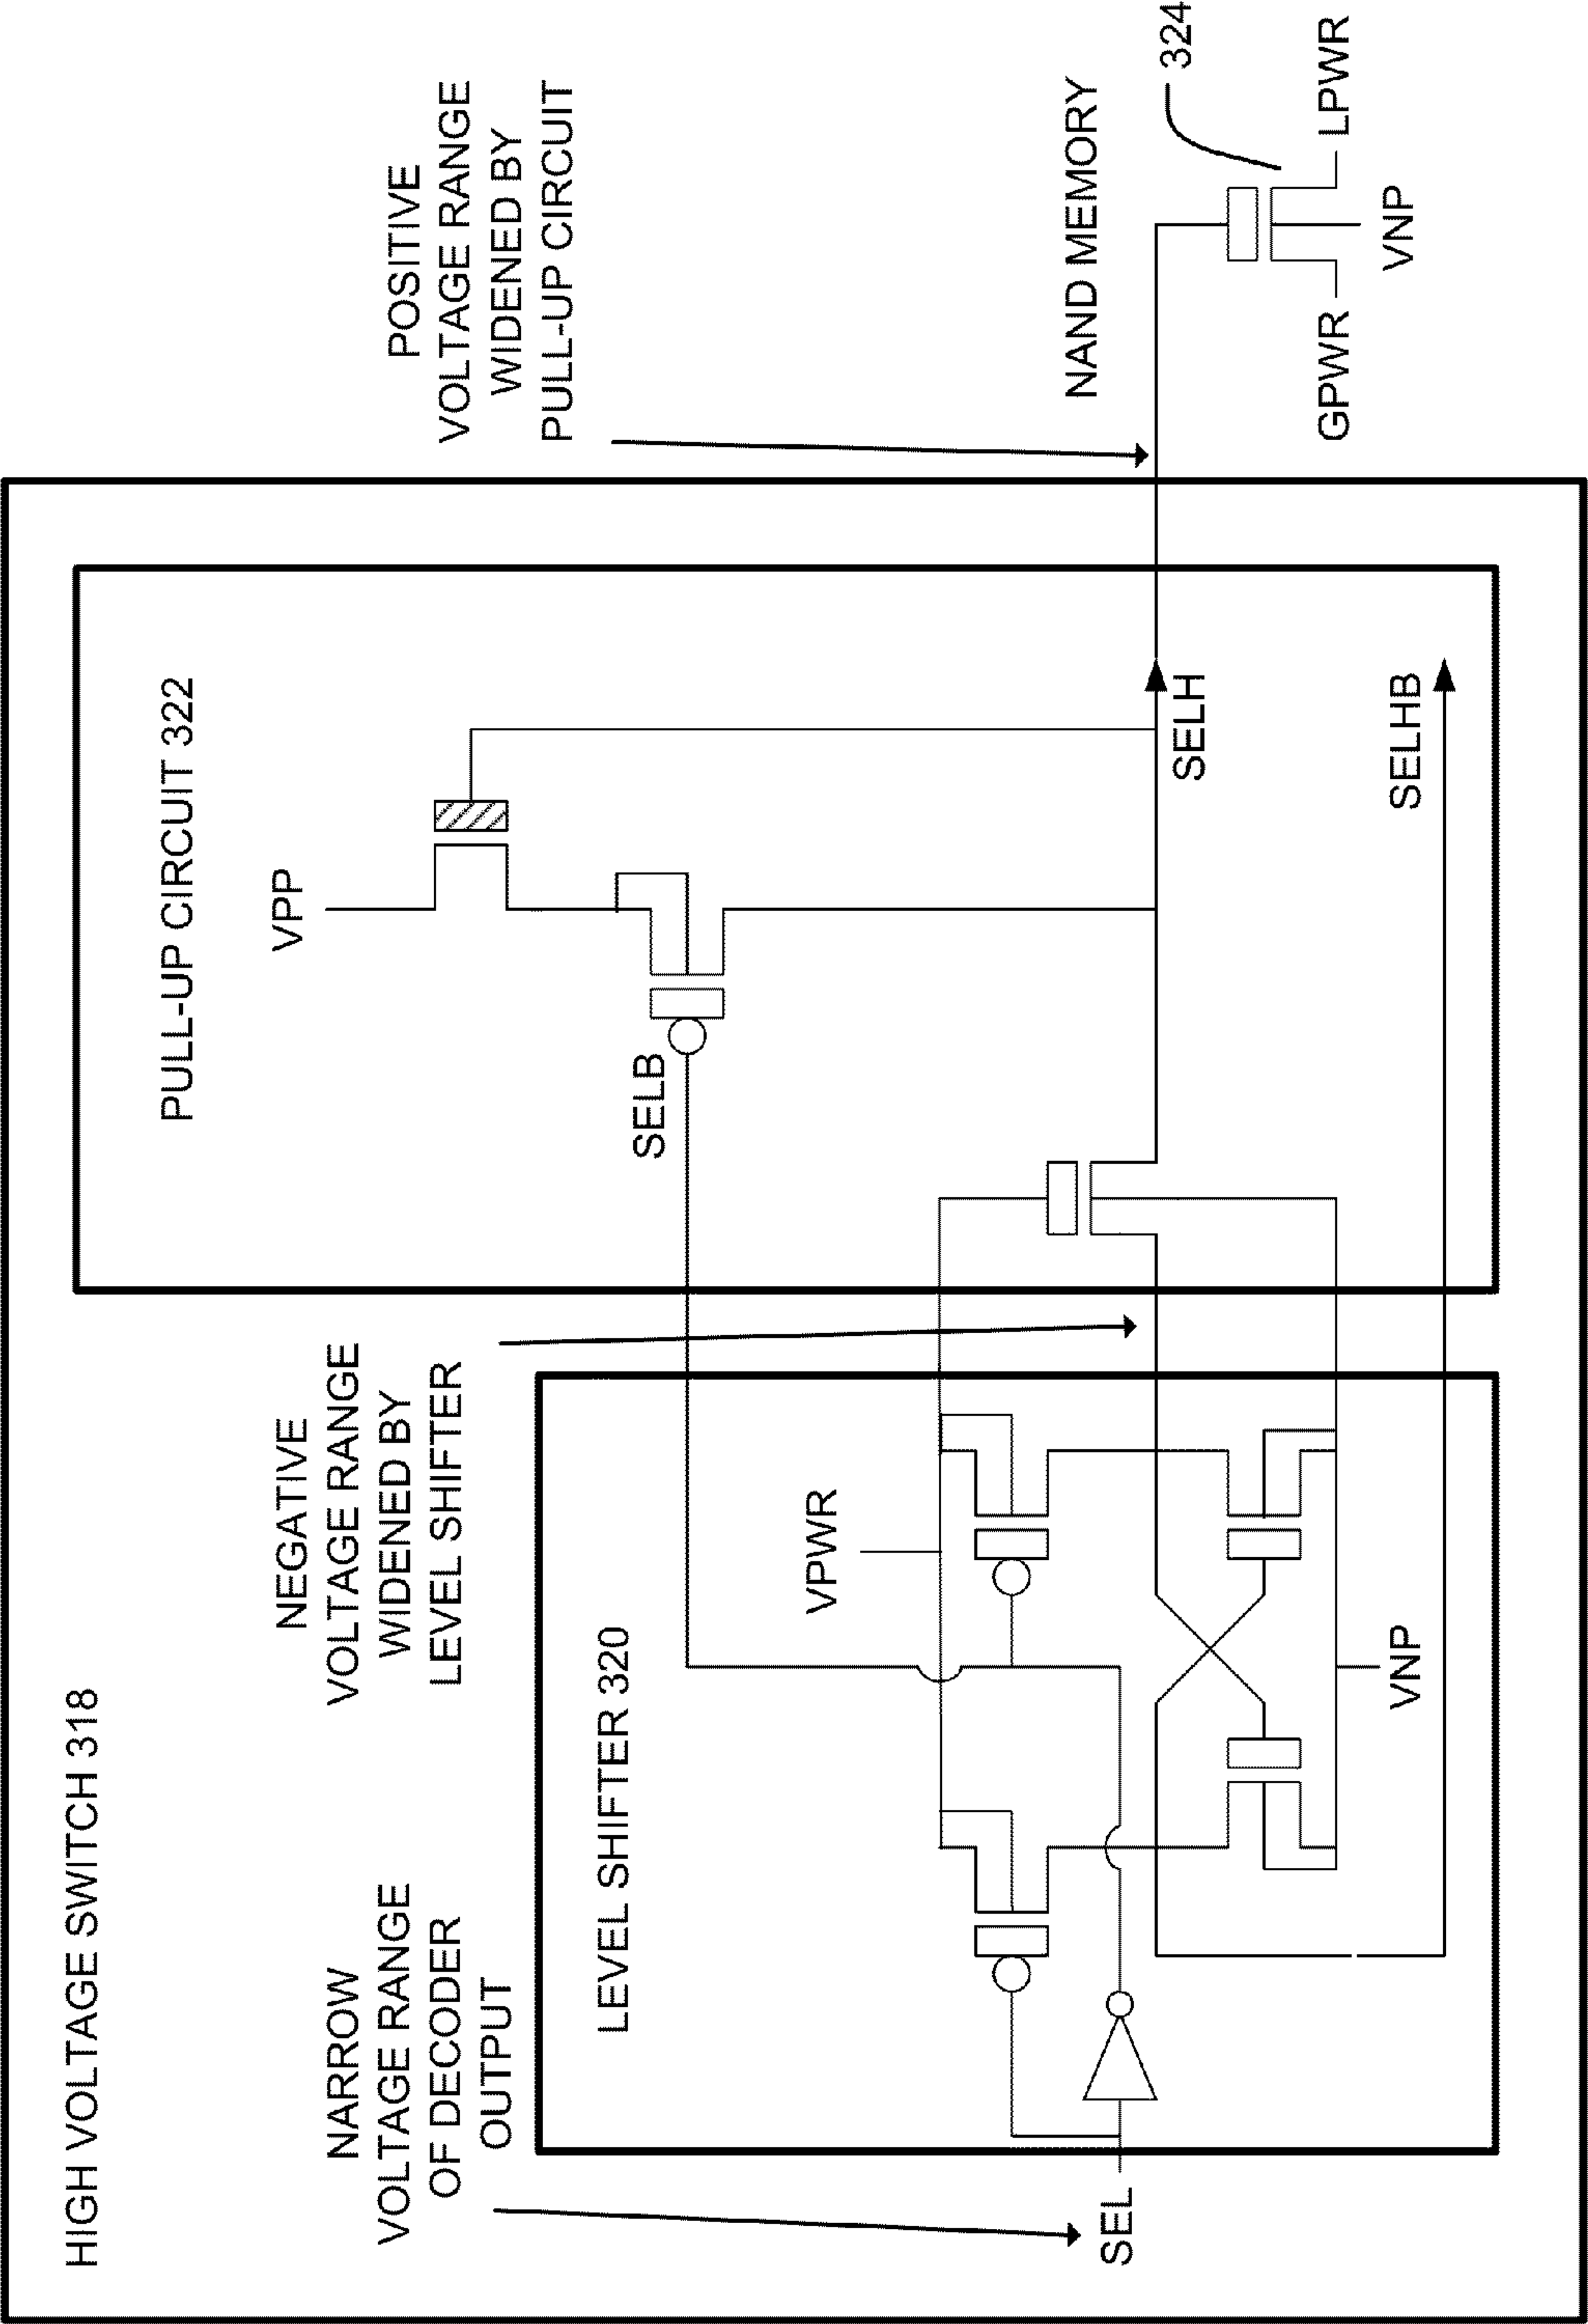 HIGH VOLTAGE SWITCH 318
NARROW
VOLTAGE RANGE
OF DECODER
OUTPUT
NEGATIVE
VOLTAGE RANGE
WIDENED BY
LEVEL SHIFTER
PULL-UP CIRCUIT 322
POSITIVE
VOLTAGE RANGE
WIDENED BY
PULL-UP CIRCUIT
VPP
LEVEL SHIFTER 320
SELB
VPWR
NAND MEMORY
324
SEL
SELH
GPWR
LPWR
VNP
VNP
SELHB